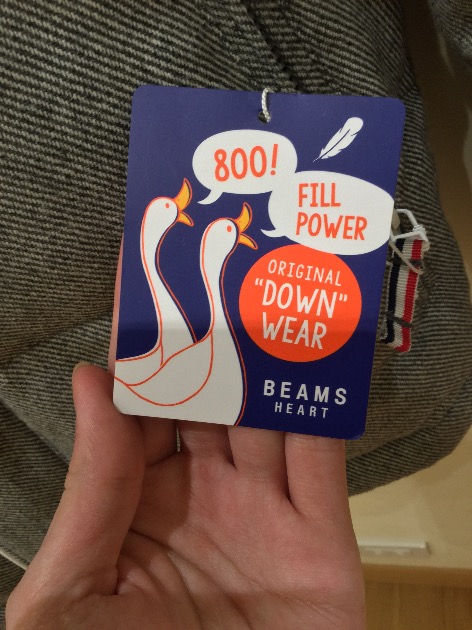 800!
FILL
POWER
ORIGINAL
"DOWN"
WEAR
BEAMS
HEART